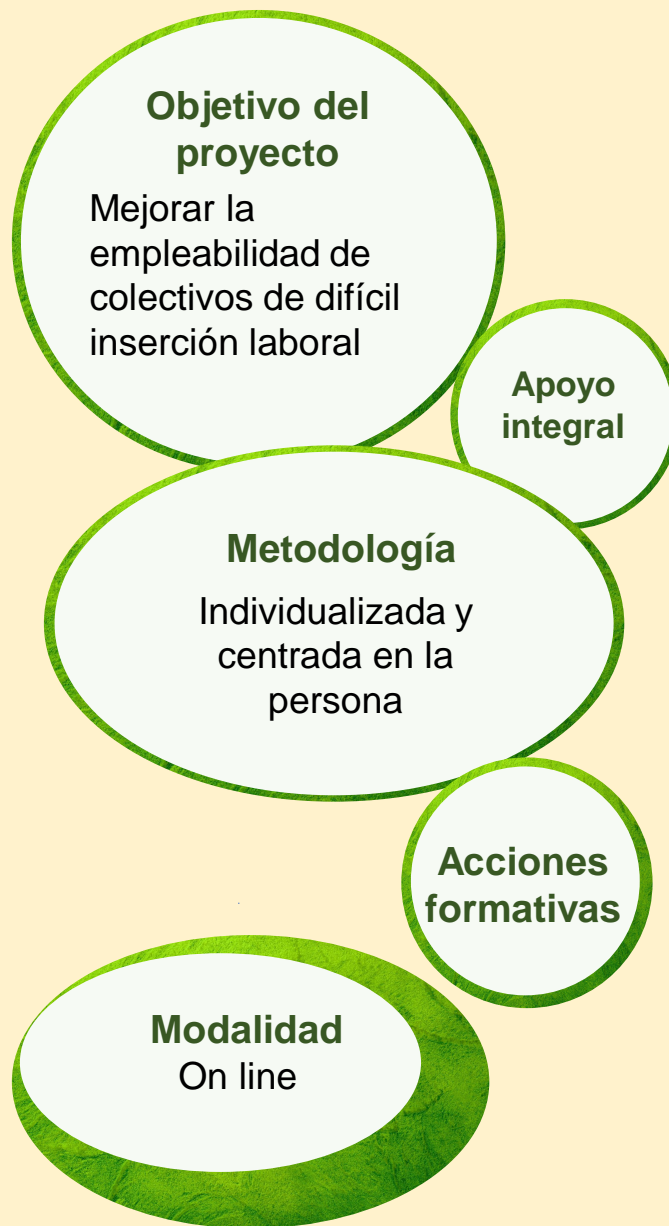 Objetivo del
proyecto
Mejorar la
empleabilidad de
colectivos de difícil
inserción laboral
Apoyo
integral
Metodología
Individualizada y
centrada en la
persona
Acciones
formativas
Modalidad
On line